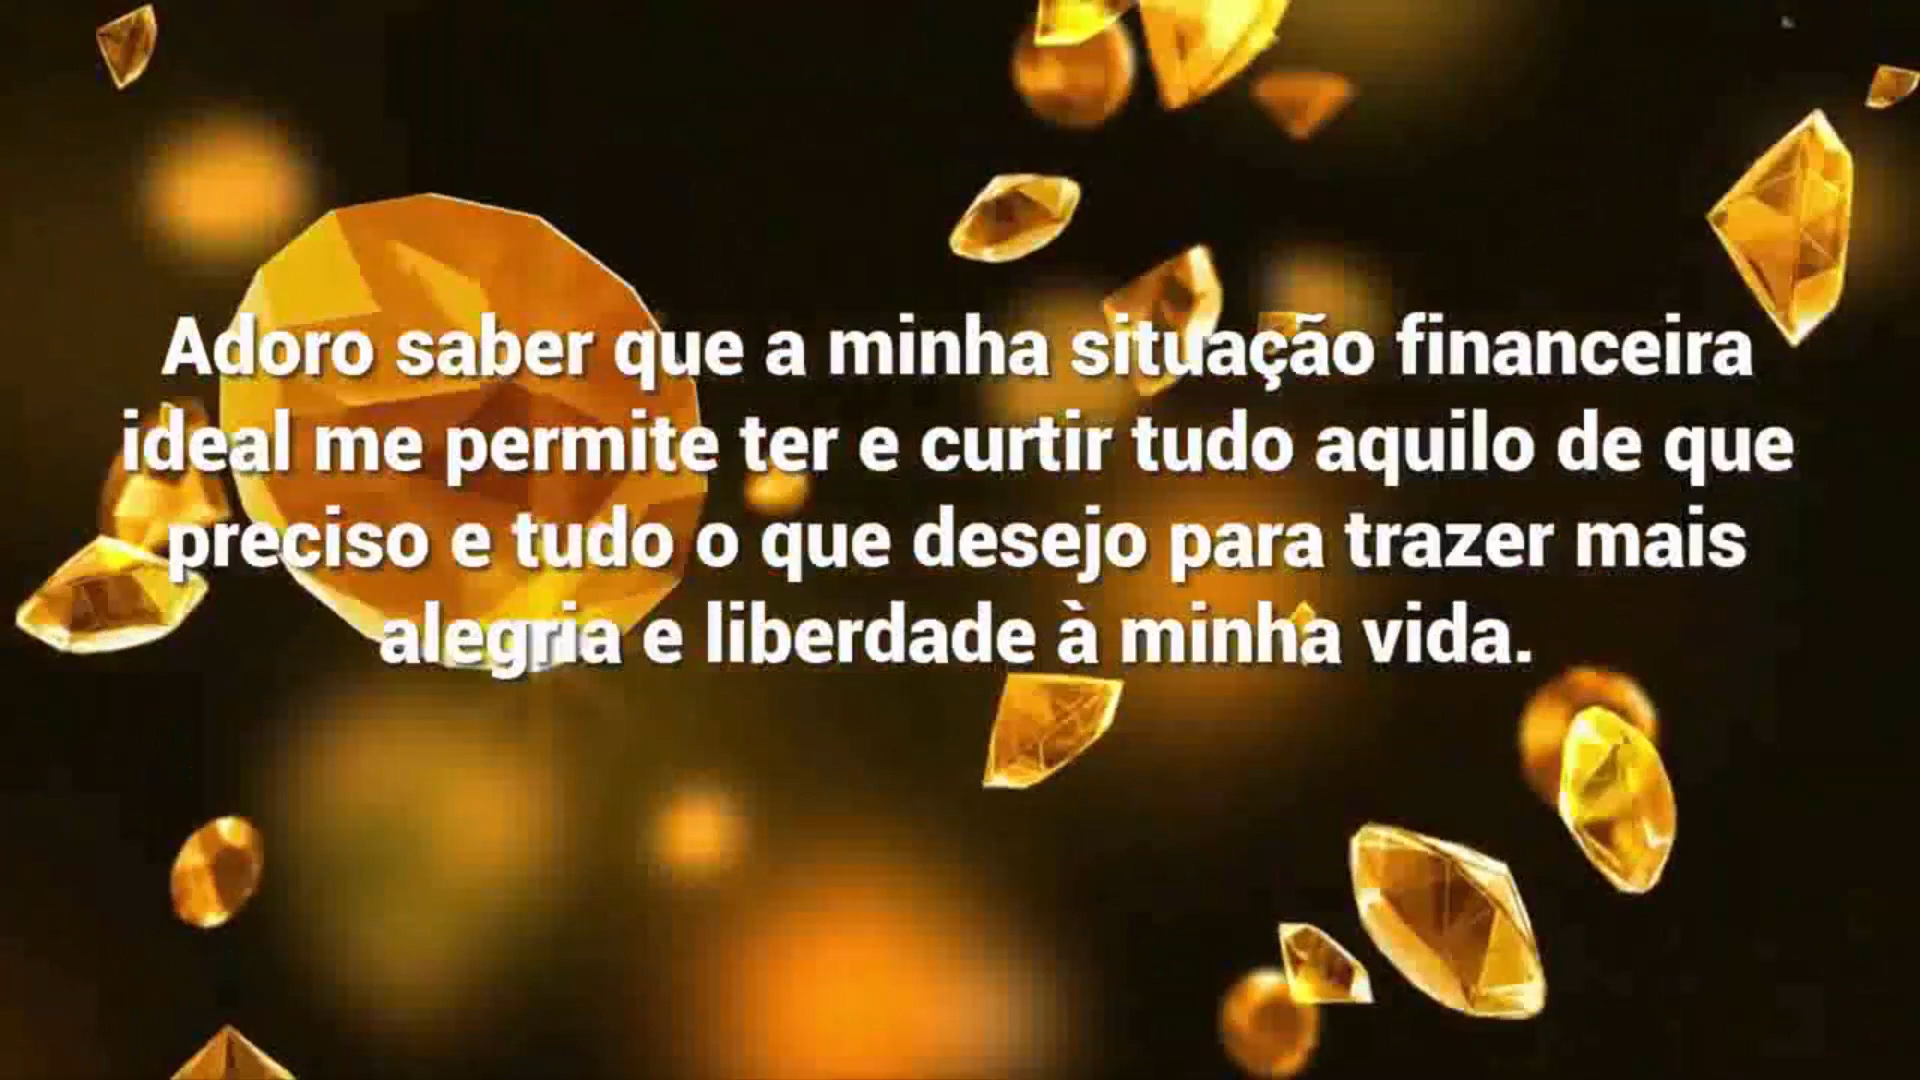 Adoro saber que a minha situação financeira
ideal me permite ter e curtir tudo aquilo de que
preciso e tudo o que desejo para trazer mais
alegria e liberdade à minha vida.